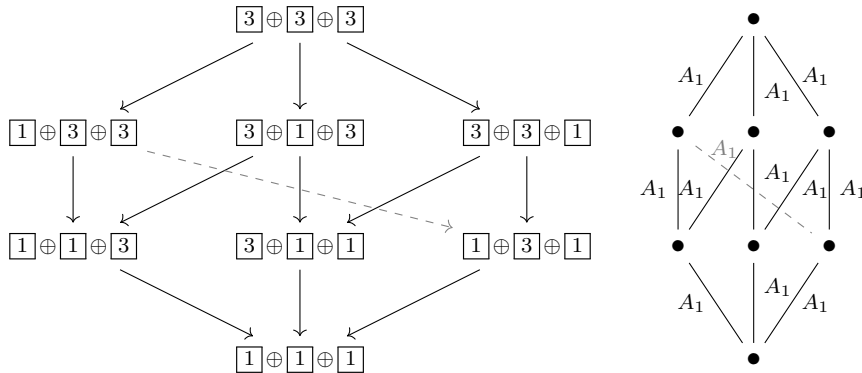 3 ⊕ 3 ⊕ 3
1 ⊕ 3 ⊕ 3
3 ⊕ 1 ⊕ 3
3 ⊕ 3 ⊕ 1
1 ⊕ 1 ⊕ 3
3 ⊕ 1 ⊕ 1
1 ⊕ 3 ⊕ 1
1 ⊕ 1 ⊕ 1
A₁
A₁
A₁
A₁
A₁
A₁
A₁
A₁
A₁
A₁
A₁
A₁